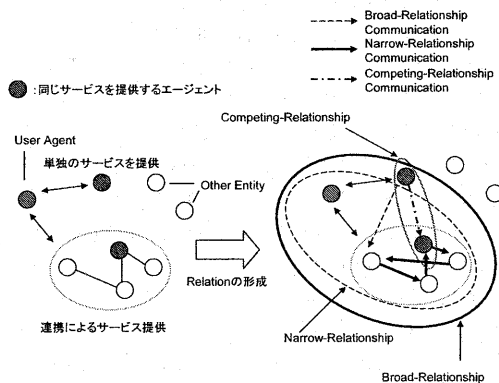 Broad-Relationship
Communication
Narrow-Relationship
Communication
Competing-Relationship
Communication
:同じサービスを提供するエージェント
Competing-Relationship
User Agent
単独のサービスを提供
Other Entity
Relationの形成
連携によるサービス提供
Narrow-Relationship
Broad-Relationship